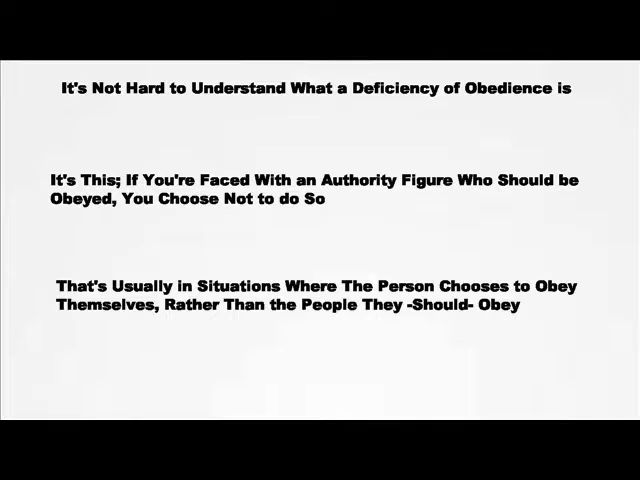 It's Not Hard to Understand What a Deficiency of Obedience is
It's This; If You're Faced With an Authority Figure Who Should be
Obeyed, You Choose Not to do So
That's Usually in Situations Where The Person Chooses to Obey
Themselves, Rather Than the People They -Should- Obey